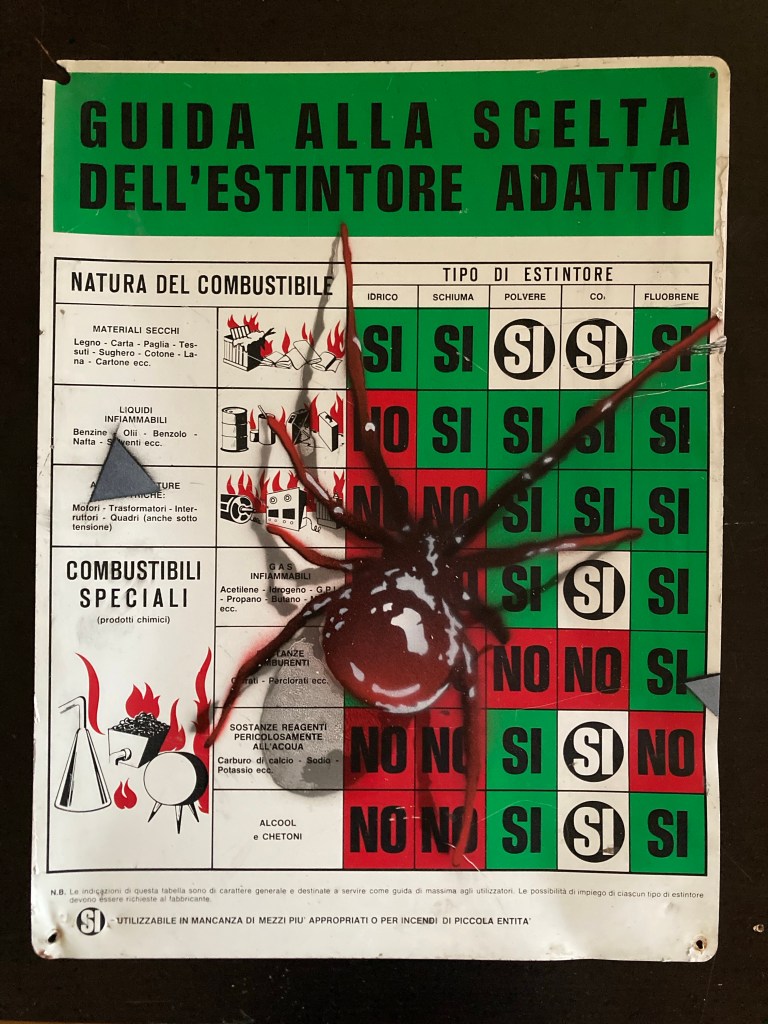 GUIDA ALLA SCELTA
DELL'ESTINTORE ADATTO
NATURA DEL COMBUSTIBILE
TIPO DI ESTINTORE
IDRICO SCHIUMA POLVERE CO₂ FLUOBRENE
MATERIALI SECCHI
Legno - Carta - Paglia - Tes-
suti - Sughero - Cotone - La-
na - Cartone ecc.
SI SI SI SI SI
LIQUIDI
INFIAMMABILI
Benzine - Olii - Benzolo -
Nafta - ecc.
NO SI SI SI SI
Motori - Trasformatori - Inter-
ruttori - Quadri (anche sotto
tensione)
NO NO SI SI SI
COMBUSTIBILI
SPECIALI
(prodotti chimici)
GAS
INFIAMMABILI
Acetilene - Idrogeno -
- Propano - Butano -
ecc.
SI SI SI
- Perclorati ecc.
NO NO SI
SOSTANZE REAGENTI
PERICOLOSAMENTE
ALL'ACQUA
Carburo di calcio - Sodio -
Potassio ecc.
NO NO SI SI NO
ALCOOL
e CHETONI
NO NO SI SI SI
N.B. Le indicazioni di questa tabella sono di carattere generale e destinate a servire come guida di massima agli utilizzatori. Le possibilità di impiego di ciascun tipo di estintore
devono essere richieste al fabbricante.
SI - UTILIZZABILE IN MANCANZA DI MEZZI PIU' APPROPRIATI O PER INCENDI DI PICCOLA ENTITA'